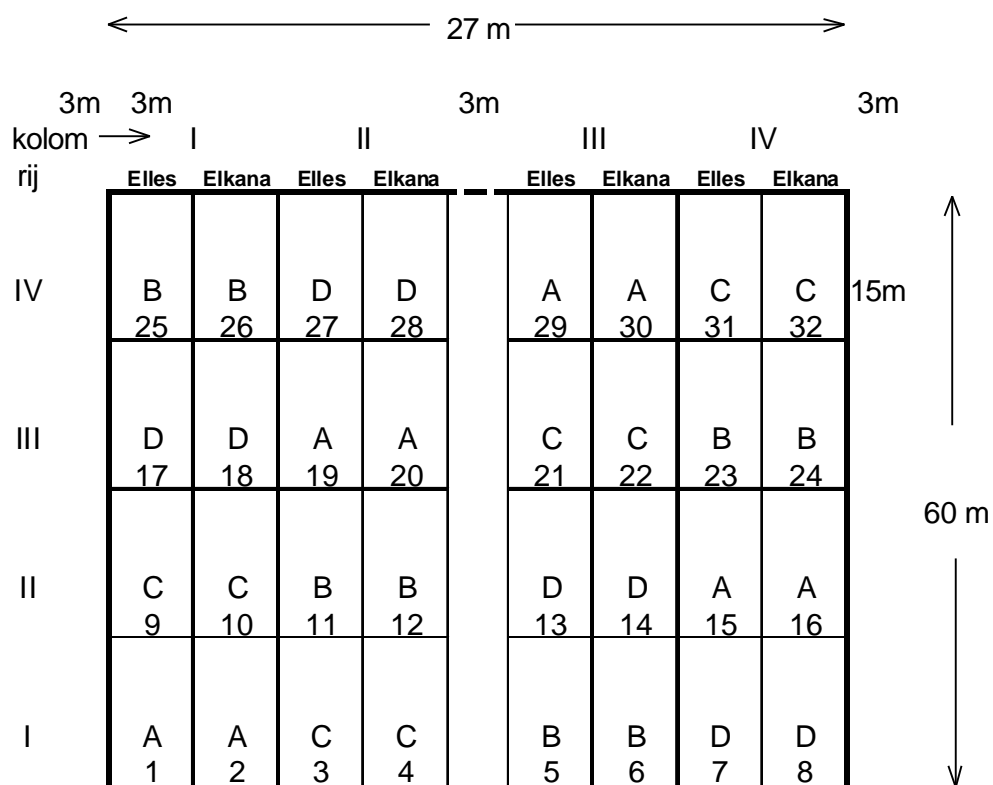 27 m
3m 3m 3m 3m
kolom I II III IV
rij Elles Elkana Elles Elkana Elles Elkana Elles Elkana
IV B B D D A A C C 15m
25 26 27 28 29 30 31 32
III D D A A C C B B
17 18 19 20 21 22 23 24
60 m
II C C B B D D A A
9 10 11 12 13 14 15 16
I A A C C B B D D
1 2 3 4 5 6 7 8